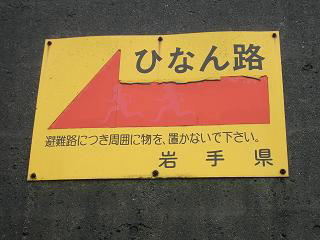 ひなん路
避難路につき周囲に物を、置かないで下さい。
岩手県